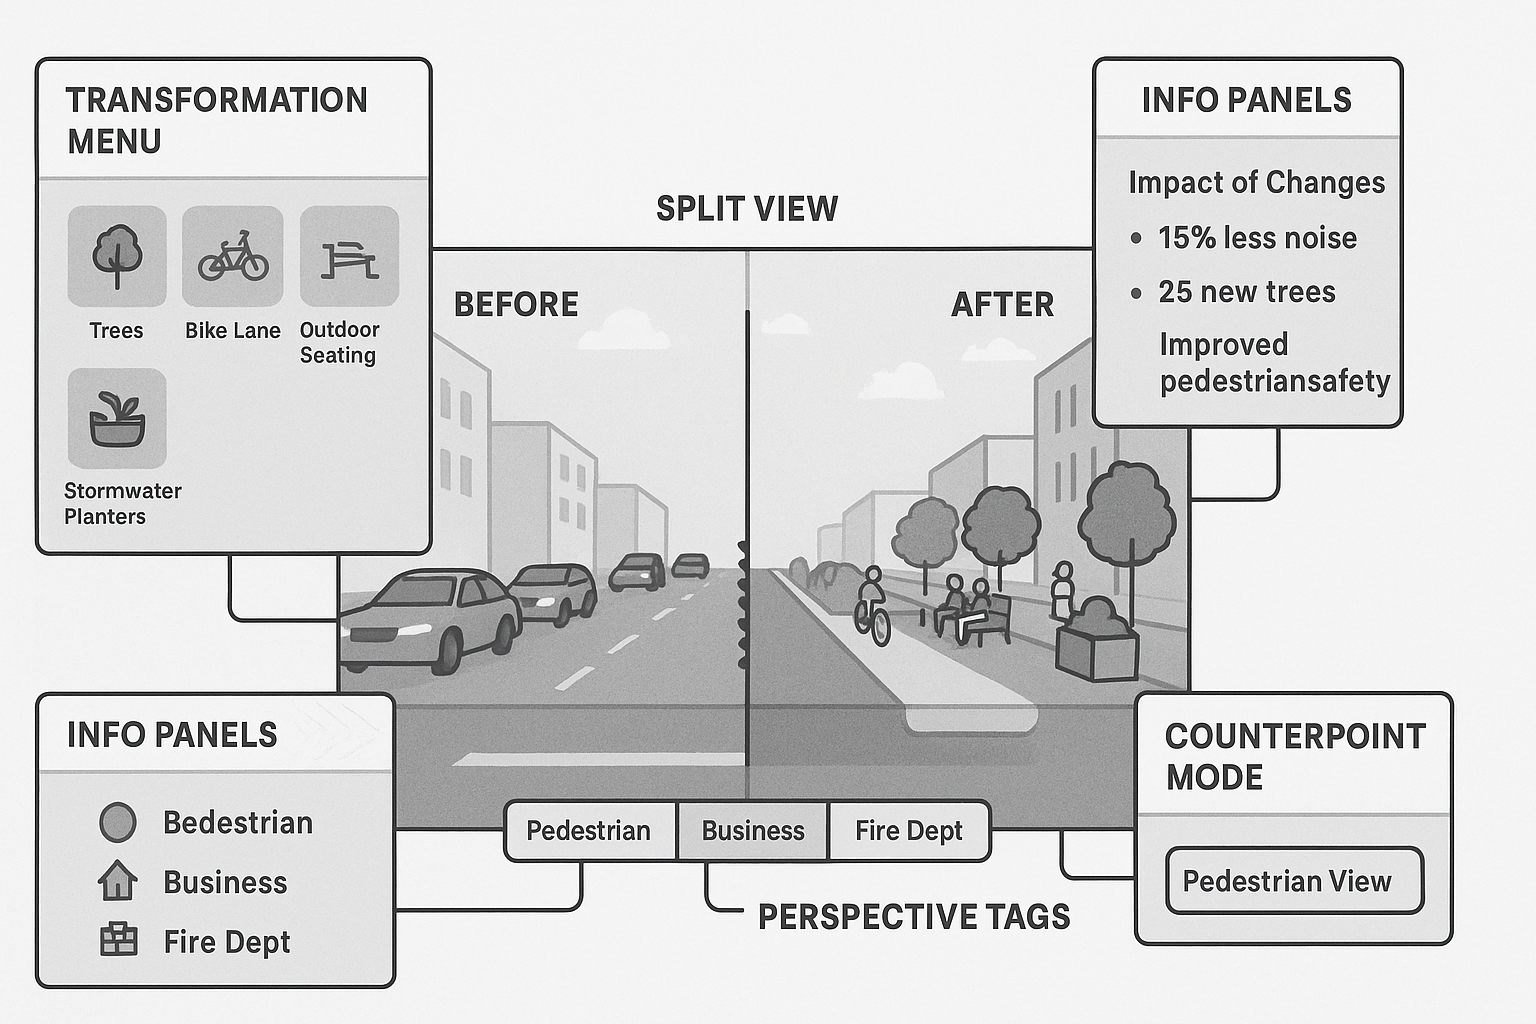 TRANSFORMATION
MENU
Trees
Bike Lane
Outdoor
Seating
Stormwater
Planters
SPLIT VIEW
BEFORE
AFTER
INFO PANELS
Impact of Changes
• 15% less noise
• 25 new trees
Improved
pedestriansafety
INFO PANELS
Bedestrian
Business
Fire Dept
Pedestrian
Business
Fire Dept
PERSPECTIVE TAGS
COUNTERPOINT
MODE
Pedestrian View